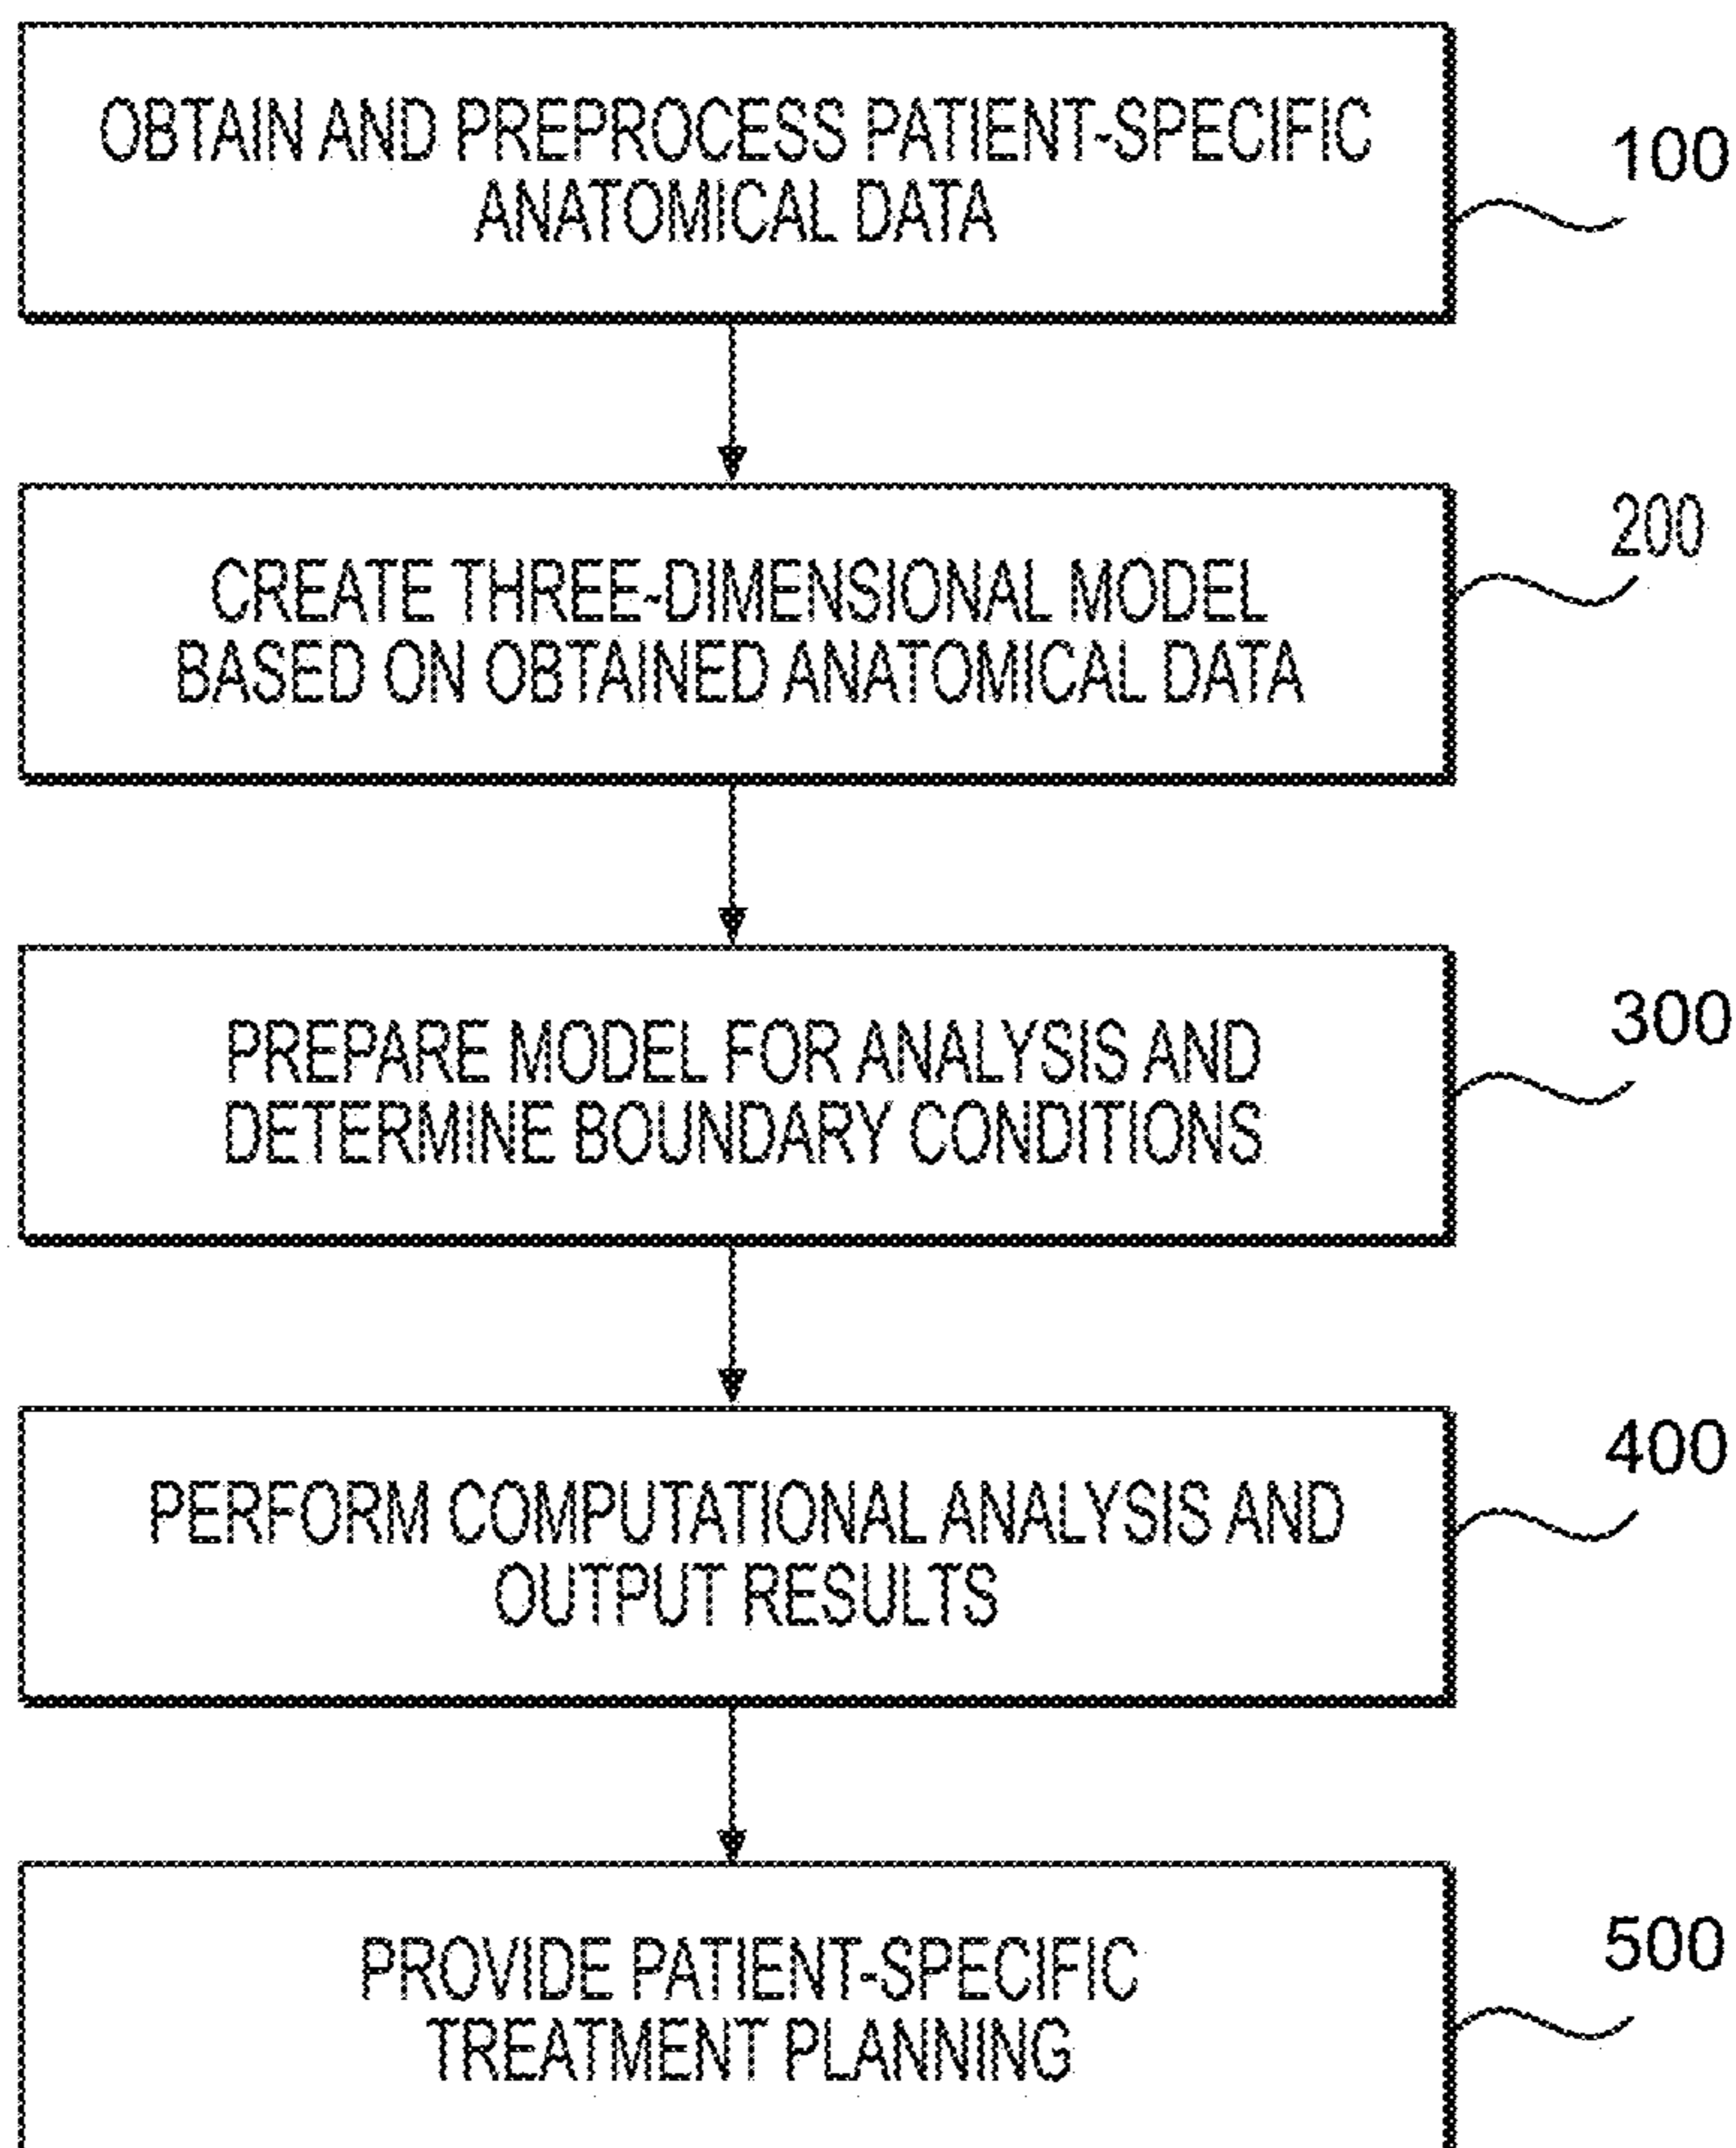 OBTAIN AND PREPROCESS PATIENT-SPECIFIC
ANATOMICAL DATA
100
CREATE THREE-DIMENSIONAL MODEL
BASED ON OBTAINED ANATOMICAL DATA
200
PREPARE MODEL FOR ANALYSIS AND
DETERMINE BOUNDARY CONDITIONS
300
PERFORM COMPUTATIONAL ANALYSIS AND
OUTPUT RESULTS
400
PROVIDE PATIENT-SPECIFIC
TREATMENT PLANNING
500